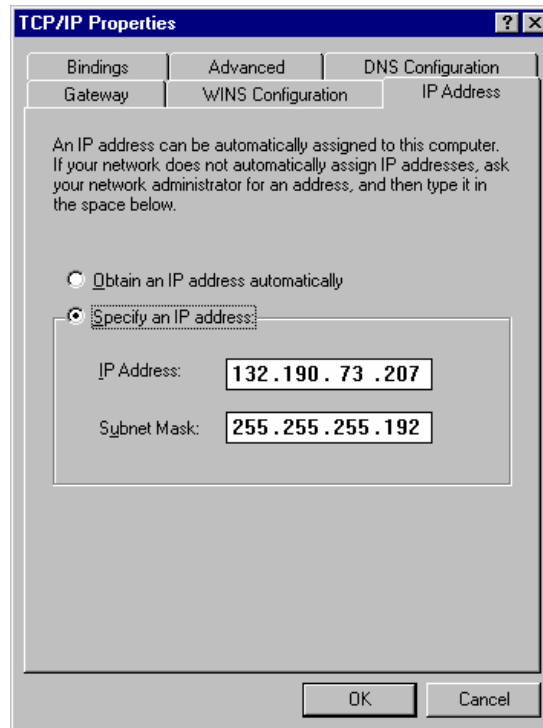 TCP/IP Properties
? X
Bindings Advanced DNS Configuration
Gateway WINS Configuration IP Address
An IP address can be automatically assigned to this computer.
If your network does not automatically assign IP addresses, ask
your network administrator for an address, and then type it in
the space below.
Obtain an IP address automatically
Specify an IP address:
IP Address: 132.190.73.207
Subnet Mask: 255.255.255.192
OK Cancel